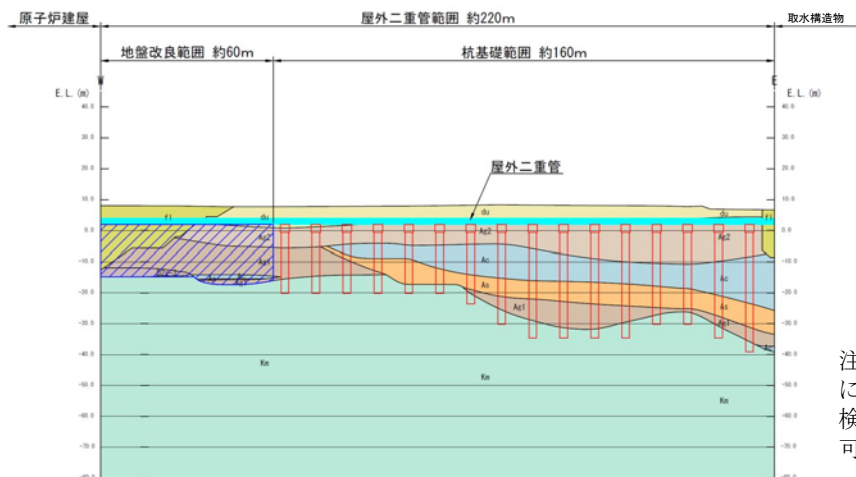 原子炉建屋
屋外二重管範囲 約220m
取水構造物
地盤改良範囲 約60m
杭基礎範囲 約160m
W
E
E.L.(m)
E.L.(m)
40.0
40.0
30.0
30.0
20.0
20.0
屋外二重管
10.0
10.0
fl
du
du
du
fl
0.0
0.0
Ag2
Ag2
Ag2
-10.0
-10.0
Ag1
Ac
Ac
-20.0
-20.0
As
As
Ag1
Ag1
-30.0
-30.0
-40.0
-40.0
Km
Km
Km
-50.0
-50.0
-60.0
-60.0
-70.0
-70.0
-80.0
-80.0
注
に
検
可